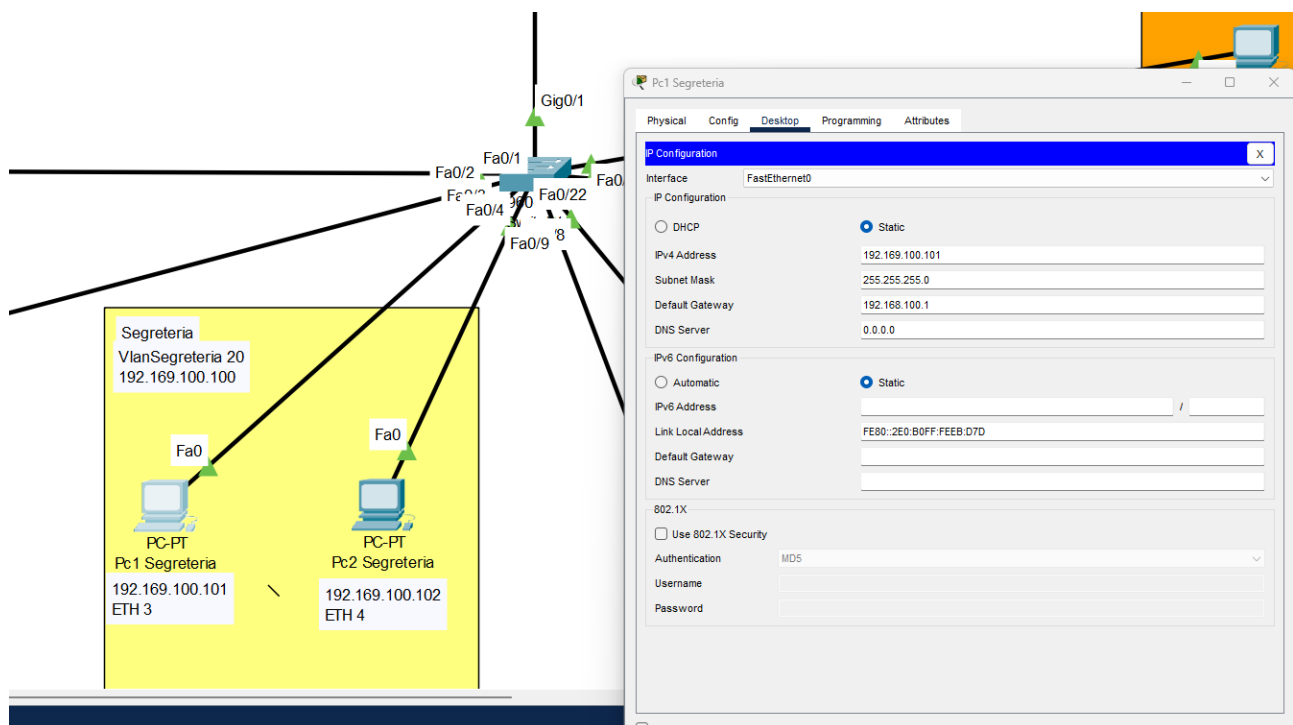 Gig0/1
Fa0/1
Fa0/2
Fa0/4
Fa0/22
Fa0/9
Segreteria
VlanSegreteria 20
192.169.100.100
Fa0
Fa0
PC-PT
Pc1 Segreteria
192.169.100.101
ETH 3
PC-PT
Pc2 Segreteria
192.169.100.102
ETH 4
Pc1 Segreteria
Physical Config Desktop Programming Attributes
IP Configuration X
Interface FastEthernet0
IP Configuration
DHCP Static
IPv4 Address 192.169.100.101
Subnet Mask 255.255.255.0
Default Gateway 192.168.100.1
DNS Server 0.0.0.0
IPv6 Configuration
Automatic Static
IPv6 Address /
Link Local Address FE80::2E0:B0FF:FEEB:D7D
Default Gateway
DNS Server
802.1X
Use 802.1X Security
Authentication MD5
Username
Password